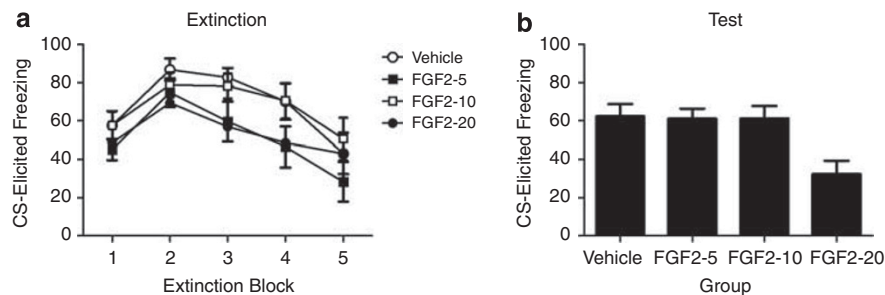 a
Extinction
CS-Elicited Freezing
100
80
60
40
20
0
1 2 3 4 5
Extinction Block
Vehicle
FGF2-5
FGF2-10
FGF2-20
b
Test
CS-Elicited Freezing
100
80
60
40
20
0
Vehicle FGF2-5 FGF2-10 FGF2-20
Group